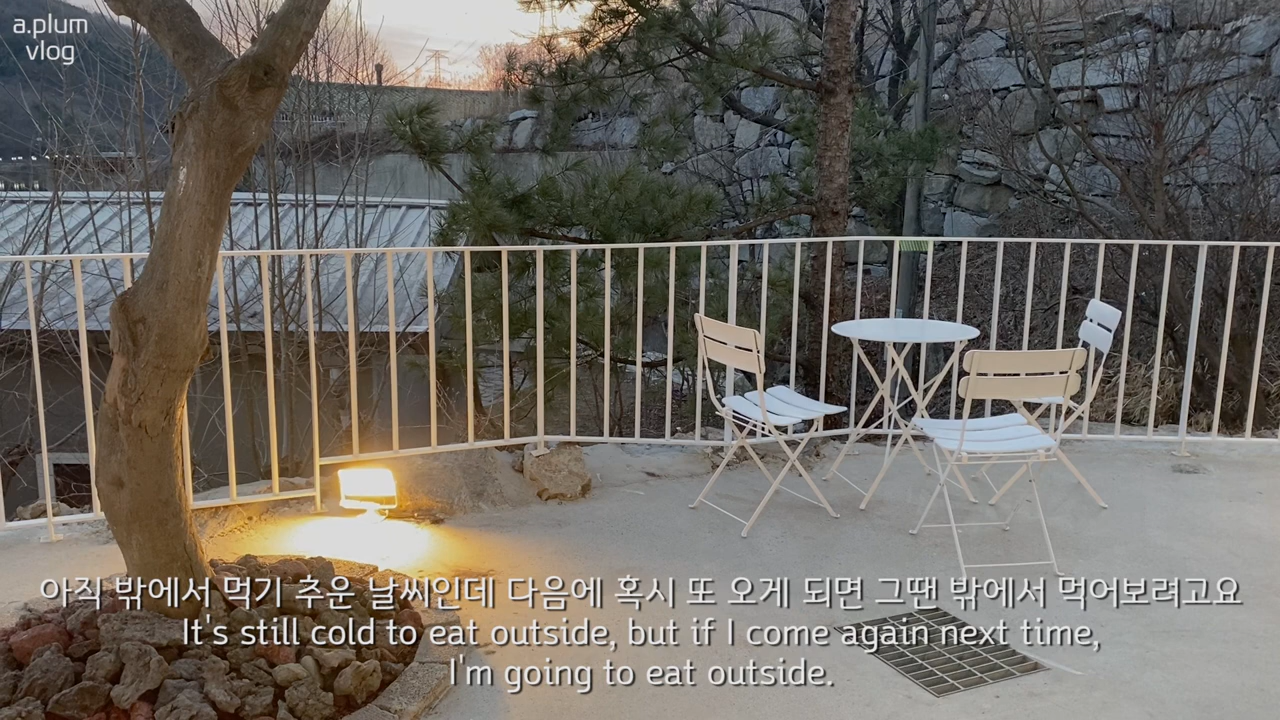 a.plum
vlog
아직 밖에서 먹기 추운 날씨인데 다음에 혹시 또 오게 되면 그땐 밖에서 먹어보려고요
It's still cold to eat outside, but if I come again next time,
I'm going to eat outside.